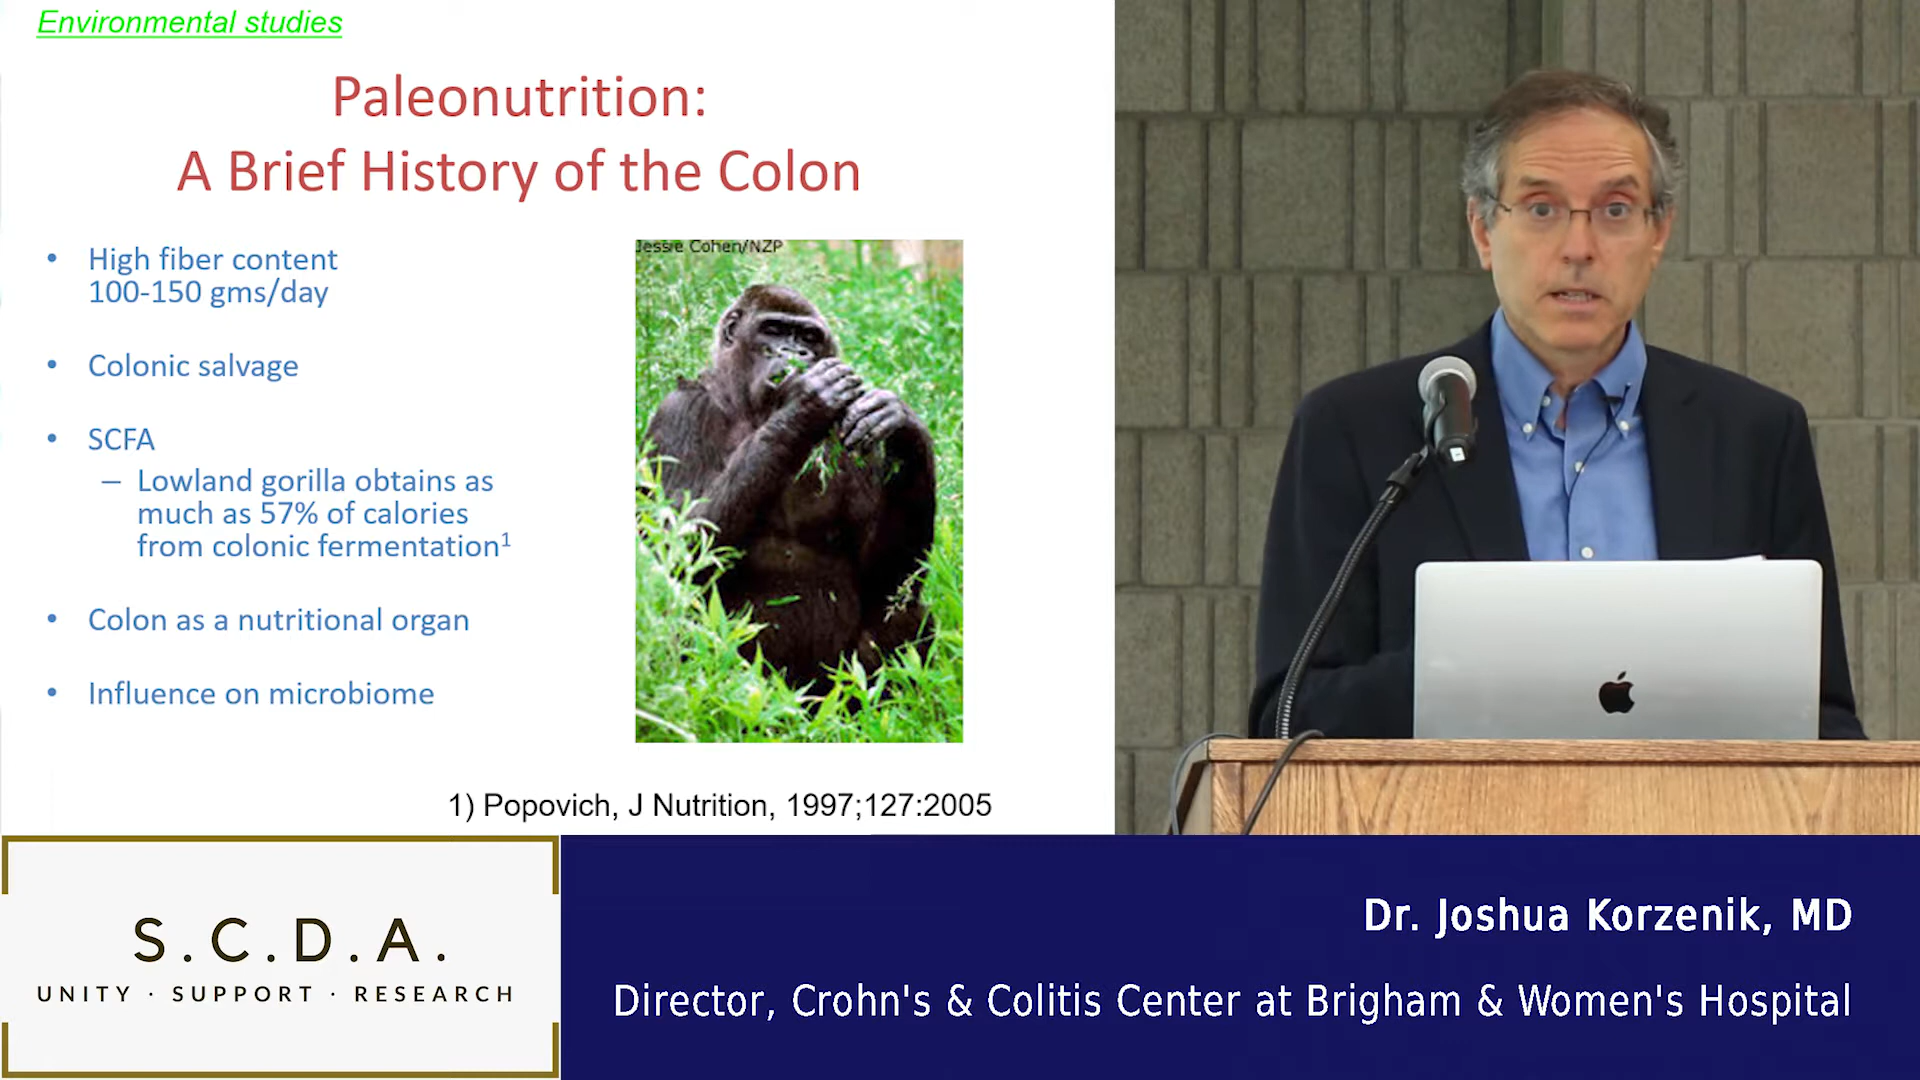 Environmental studies
Paleonutrition:
A Brief History of the Colon
• High fiber content
100-150 gms/day
• Colonic salvage
• SCFA
– Lowland gorilla obtains as
much as 57% of calories
from colonic fermentation¹
• Colon as a nutritional organ
• Influence on microbiome
Jessie Cohen/NZP
1) Popovich, J Nutrition, 1997;127:2005
S.C.D.A.
UNITY · SUPPORT · RESEARCH
Dr. Joshua Korzenik, MD
Director, Crohn's & Colitis Center at Brigham & Women's Hospital